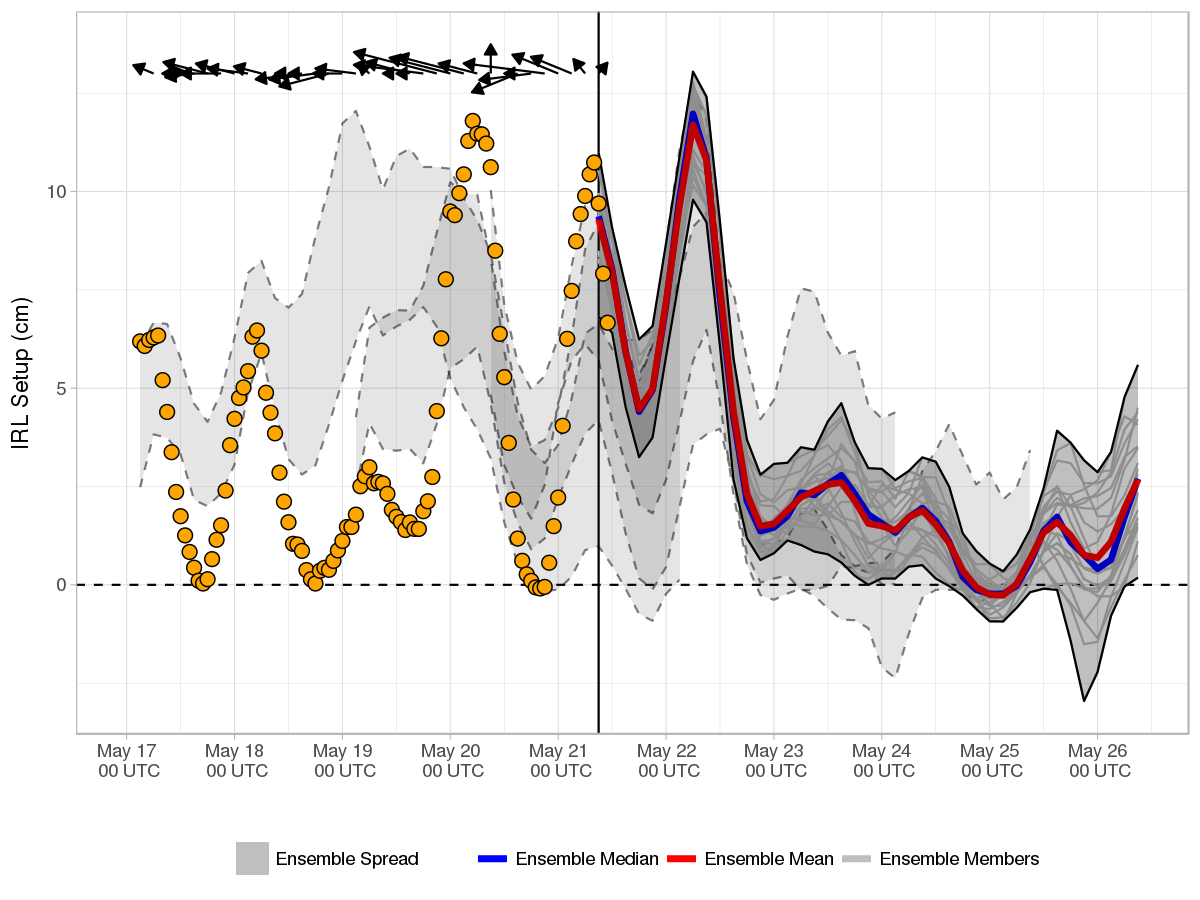 IRL Setup (cm)
10
5
0
May 17
00 UTC
May 18
00 UTC
May 19
00 UTC
May 20
00 UTC
May 21
00 UTC
May 22
00 UTC
May 23
00 UTC
May 24
00 UTC
May 25
00 UTC
May 26
00 UTC
Ensemble Spread
Ensemble Median
Ensemble Mean
Ensemble Members